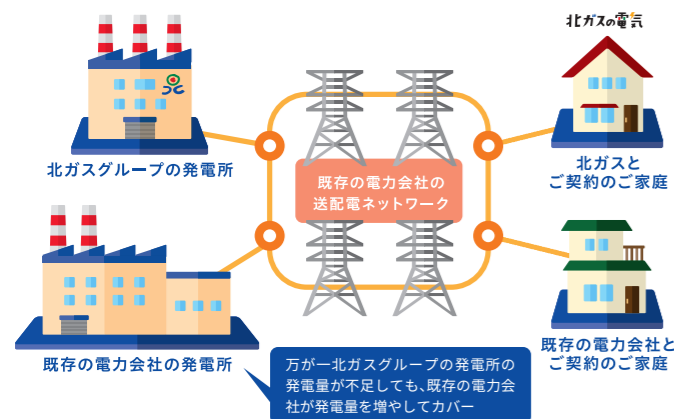 北ガスの電気
北ガスグループの発電所
既存の電力会社の
送配電ネットワーク
北ガスと
ご契約のご家庭
既存の電力会社の発電所
既存の電力会社と
ご契約のご家庭
万が一北ガスグループの発電所の
発電量が不足しても、既存の電力会
社が発電量を増やしてカバー